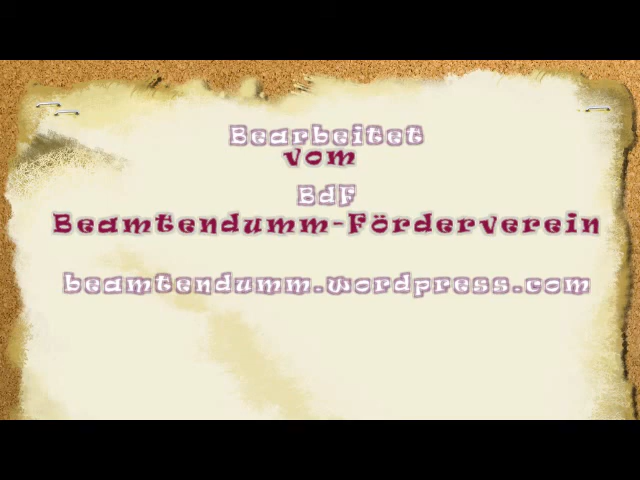 Bearbeitet
vom
BdF
Beamtendumm-Förderverein
beamtendumm.wordpress.com